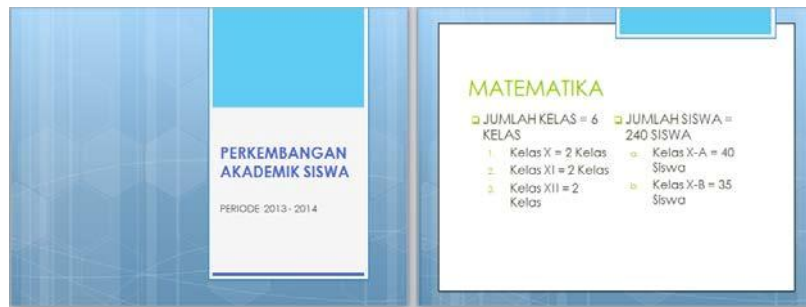 PERKEMBANGAN
AKADEMIK SISWA
PERIODE 2013 - 2014
MATEMATIKA
JUMLAH KELAS = 6
KELAS
1. Kelas X = 2 Kelas
2. Kelas XI = 2 Kelas
3. Kelas XII = 2
Kelas
JUMLAH SISWA =
240 SISWA
a. Kelas X-A = 40
Siswa
b. Kelas X-B = 35
Siswa